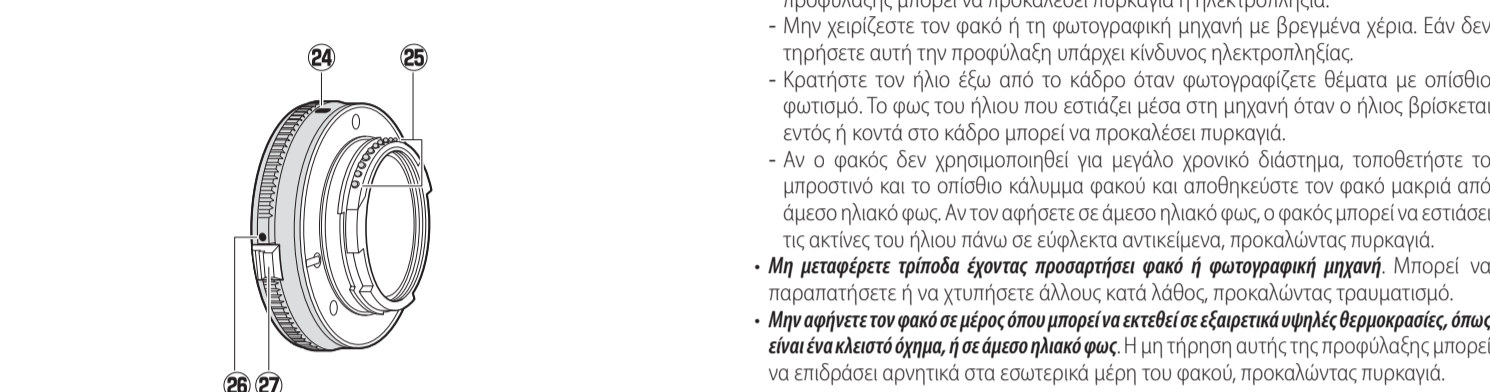 24 25
26 27
προφύλαξης μπορεί να προκαλέσει πυρκαγιά ή ηλεκτροπληξία.
- Μην χειρίζεστε τον φακό ή τη φωτογραφική μηχανή με βρεγμένα χέρια. Εάν δεν
τηρήσετε αυτή την προφύλαξη υπάρχει κίνδυνος ηλεκτροπληξίας.
- Κρατήστε τον ήλιο έξω από το κάδρο όταν φωτογραφίζετε θέματα με οπίσθιο
φωτισμό. Το φως του ήλιου που εστιάζει μέσα στη μηχανή όταν ο ήλιος βρίσκεται
εντός ή κοντά στο κάδρο μπορεί να προκαλέσει πυρκαγιά.
- Αν ο φακός δεν χρησιμοποιηθεί για μεγάλο χρονικό διάστημα, τοποθετήστε το
μπροστινό και το οπίσθιο κάλυμμα φακού και αποθηκεύστε τον φακό μακριά από
άμεσο ηλιακό φως. Αν τον αφήσετε σε άμεσο ηλιακό φως, ο φακός μπορεί να εστιάσει
τις ακτίνες του ήλιου πάνω σε εύφλεκτα αντικείμενα, προκαλώντας πυρκαγιά.
• Μη μεταφέρετε τρίποδα έχοντας προσαρτήσει φακό ή φωτογραφική μηχανή. Μπορεί να
παραπατήσετε ή να χτυπήσετε άλλους κατά λάθος, προκαλώντας τραυματισμό.
• Μην αφήνετε τον φακό σε μέρος όπου μπορεί να εκτεθεί σε εξαιρετικά υψηλές θερμοκρασίες, όπως
είναι ένα κλειστό όχημα, ή σε άμεσο ηλιακό φως. Η μη τήρηση αυτής της προφύλαξης μπορεί
να επιδράσει αρνητικά στα εσωτερικά μέρη του φακού, προκαλώντας πυρκαγιά.